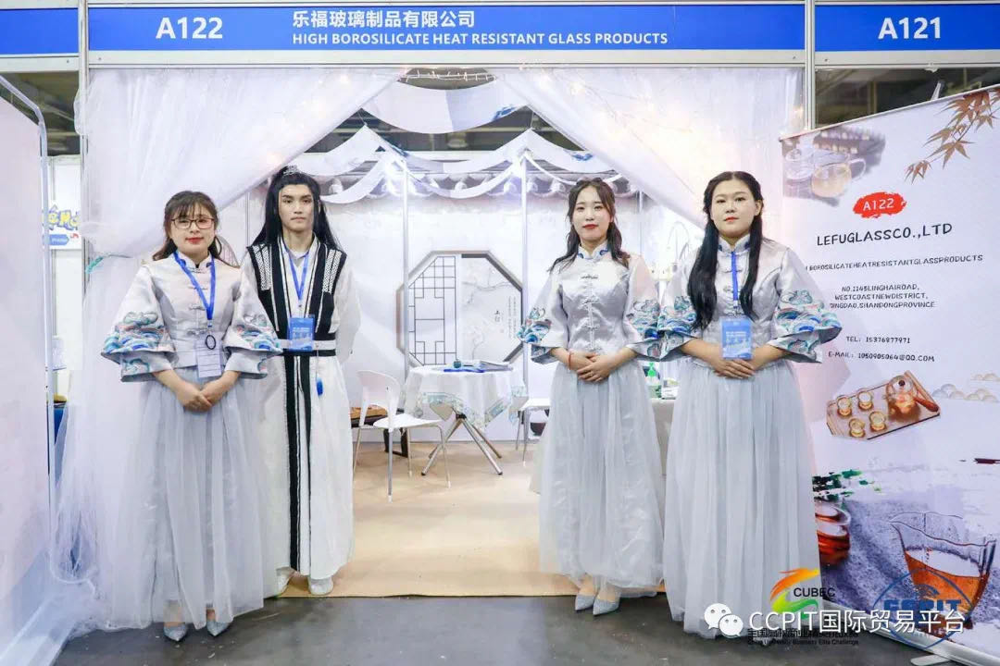 A122
乐福玻璃制品有限公司
HIGH BOROSILICATE HEAT RESISTANT GLASS PRODUCTS
A121
A122
LEFUGLASSCO.,LTD
BOROSILICATEHEATRESISTANTGLASSPRODUCTS
NO.1145LINGHAIROAD,
WESTCOASTNEWDISTRICT,
QINGDAO,SHANDONGPROVINCE
TEL: 15376877971
E-MAIL: 1050905064@QQ.COM
CUBEC
CCPIT
CCPIT国际贸易平台